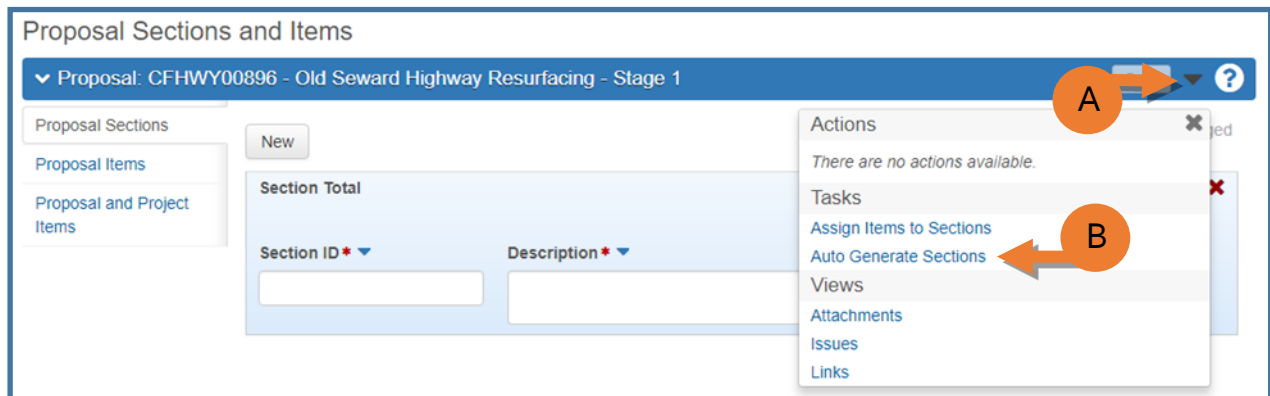 Proposal Sections and Items
Proposal: CFHWY00896 - Old Seward Highway Resurfacing - Stage 1
?
A
Proposal Sections
Proposal Items
Proposal and Project
Items
New
Section Total
Section ID*
Description*
Actions
There are no actions available.
Tasks
Assign Items to Sections
Auto Generate Sections
B
Views
Attachments
Issues
Links